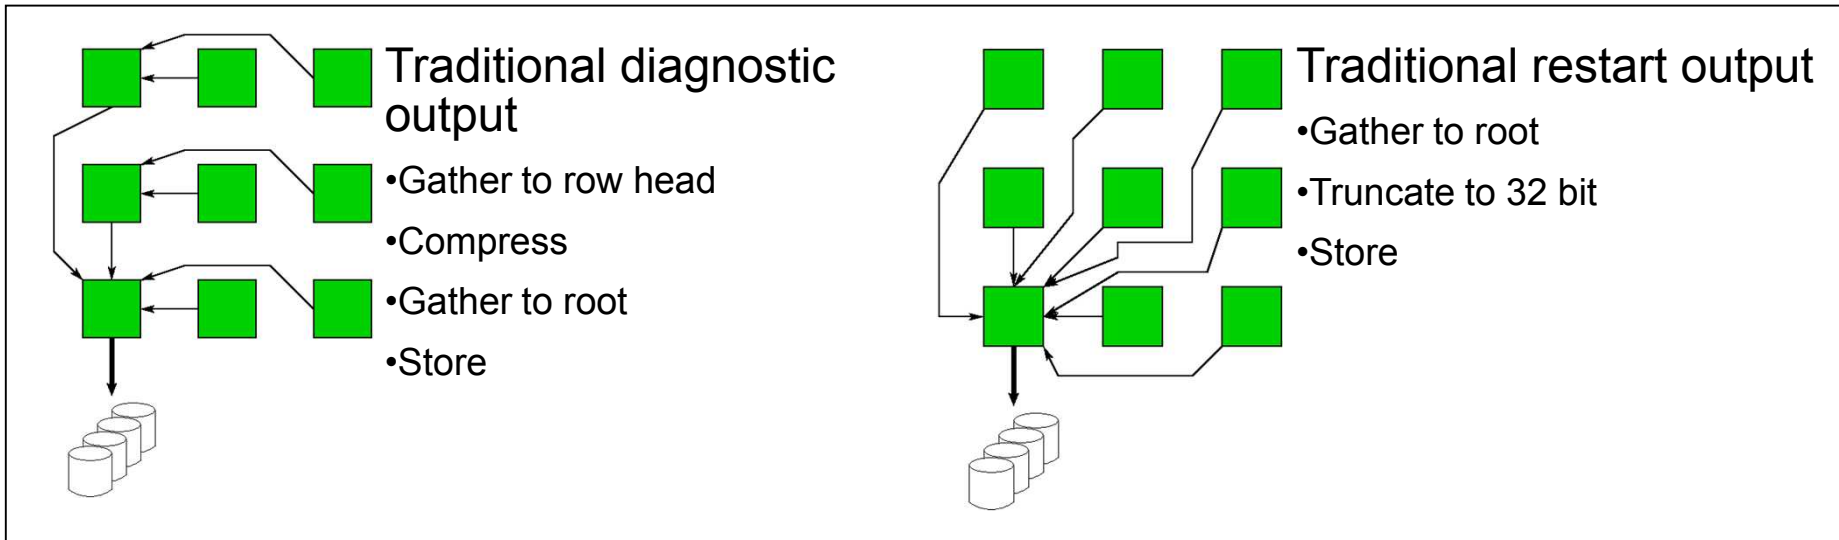 Traditional diagnostic
output
•Gather to row head
•Compress
•Gather to root
•Store
Traditional restart output
•Gather to root
•Truncate to 32 bit
•Store